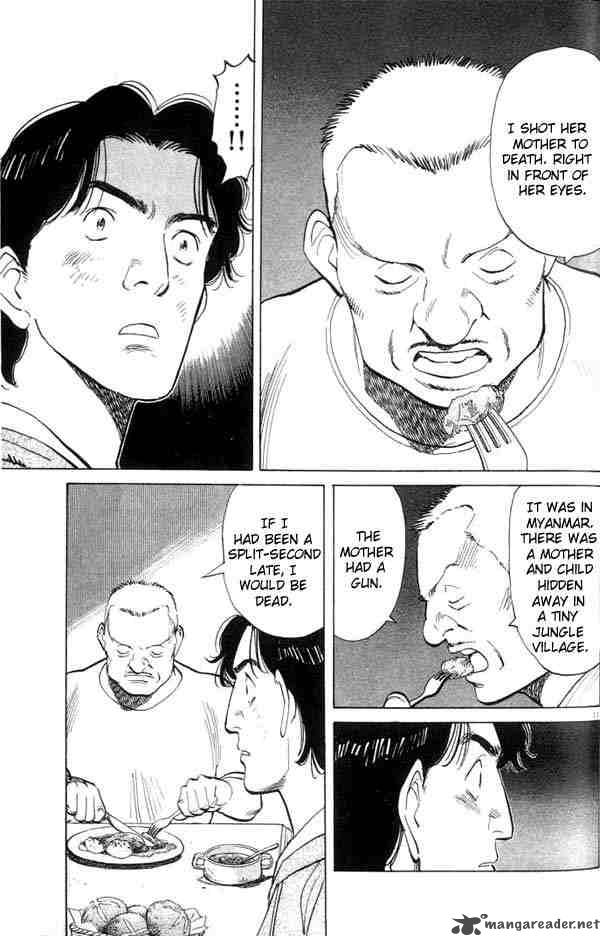 I SHOT HER
MOTHER TO
DEATH. RIGHT
IN FRONT OF
HER EYES.
......!!
IT WAS IN
MYANMAR.
THERE WAS
A MOTHER
AND CHILD
HIDDEN
AWAY IN
A TINY
JUNGLE
VILLAGE.
THE
MOTHER
HAD A
GUN.
IF I
HAD BEEN A
SPLIT-SECOND
LATE, I
WOULD BE
DEAD.
mangareader.net